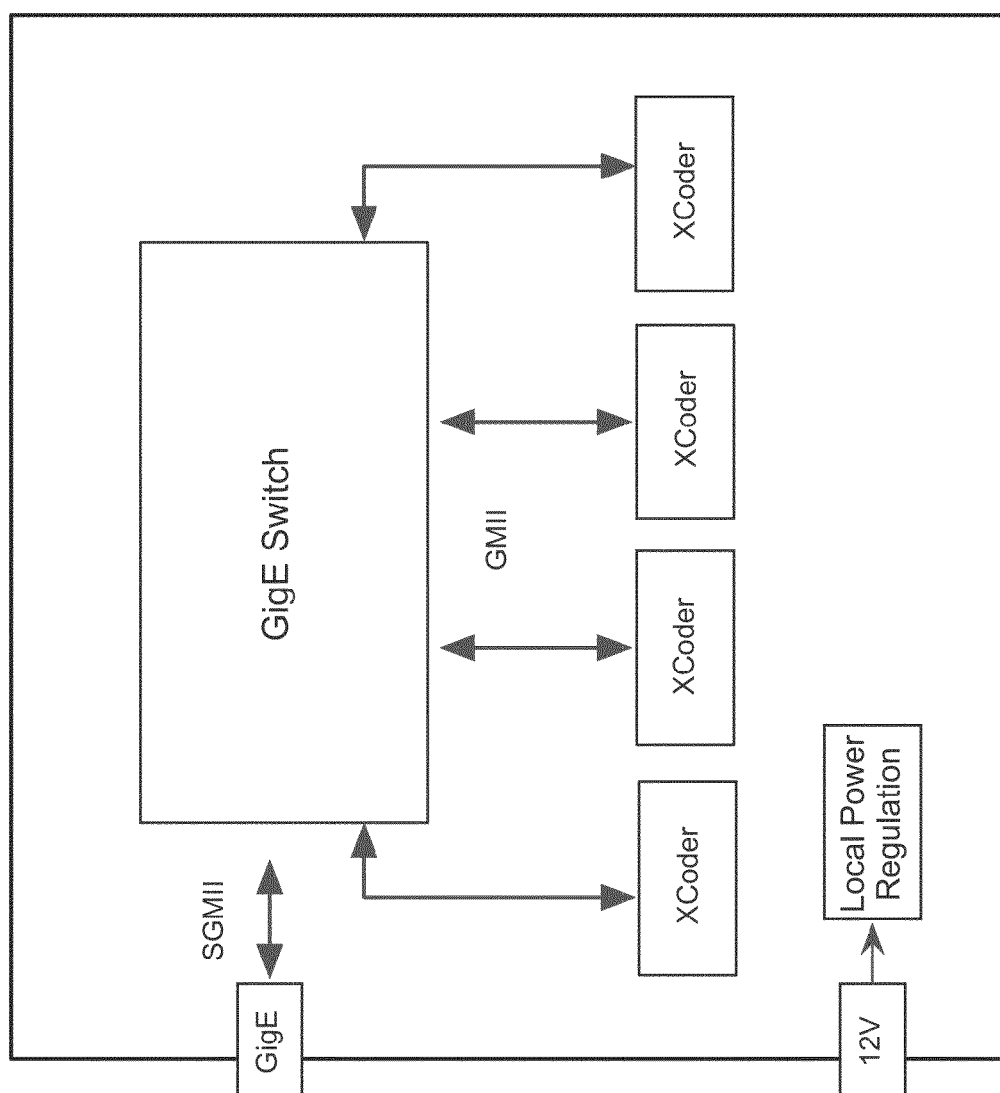 GigE
SGMII
GigE Switch
GMII
XCoder
XCoder
XCoder
XCoder
12V
Local Power
Regulation